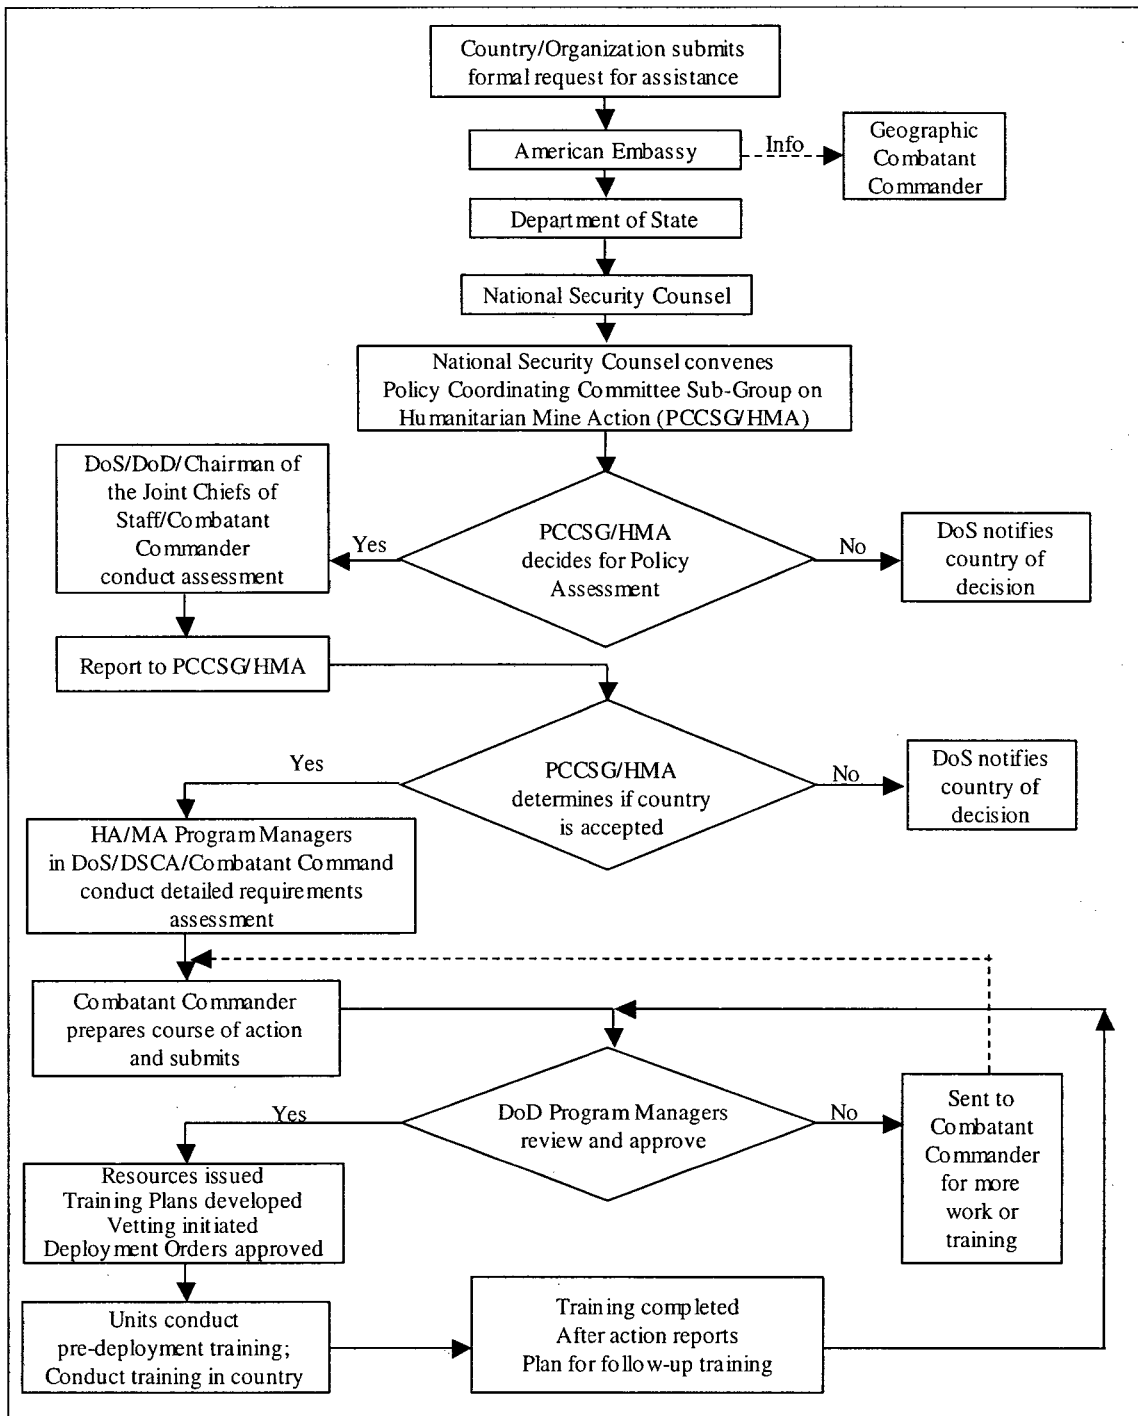 Country/Organization submits
formal request for assistance
American Embassy
Info
Geographic
Combatant
Commander
Department of State
National Security Counsel
National Security Counsel convenes
Policy Coordinating Committee Sub-Group on
Humanitarian Mine Action (PCCSG/HMA)
DoS/DoD/Chairman of
the Joint Chiefs of
Staff/Combatant
Commander
conduct assessment
Yes
PCCSG/HMA
decides for Policy
Assessment
No
DoS notifies
country of
decision
Report to PCCSG/HMA
Yes
PCCSG/HMA
determines if country
is accepted
No
DoS notifies
country of
decision
HA/MA Program Managers
in DoS/DSCA/Combatant Command
conduct detailed requirements
assessment
Combatant Commander
prepares course of action
and submits
Yes
DoD Program Managers
review and approve
No
Sent to
Combatant
Commander
for more
work or
training
Resources issued
Training Plans developed
Vetting initiated
Deployment Orders approved
Units conduct
pre-deployment training;
Conduct training in country
Training completed
After action reports
Plan for follow-up training